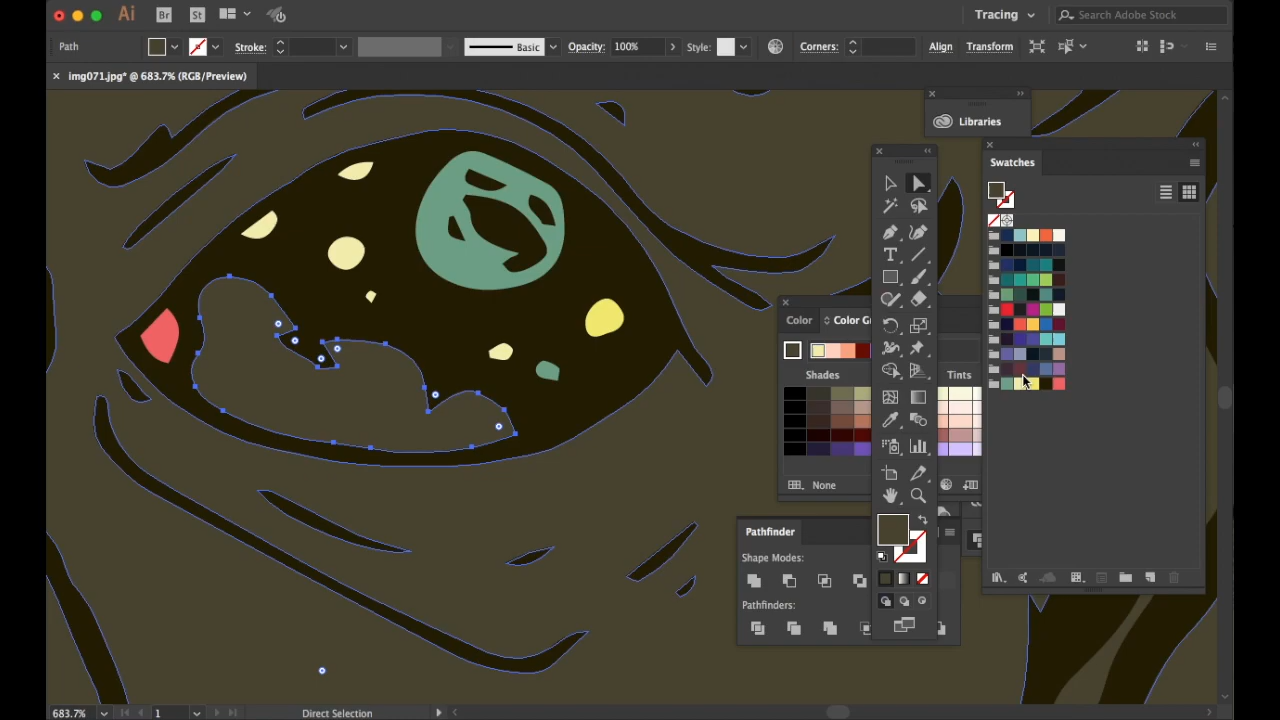 Ai Br St Tracing Search Adobe Stock
Path Stroke: Basic Opacity: 100% Style: Corners: Align Transform
img071.jpg* @ 683.7% (RGB/Preview)
Libraries
Swatches
Color Color G
Shades Tints
None
Pathfinder
Shape Modes:
Pathfinders:
683.7% 1 Direct Selection